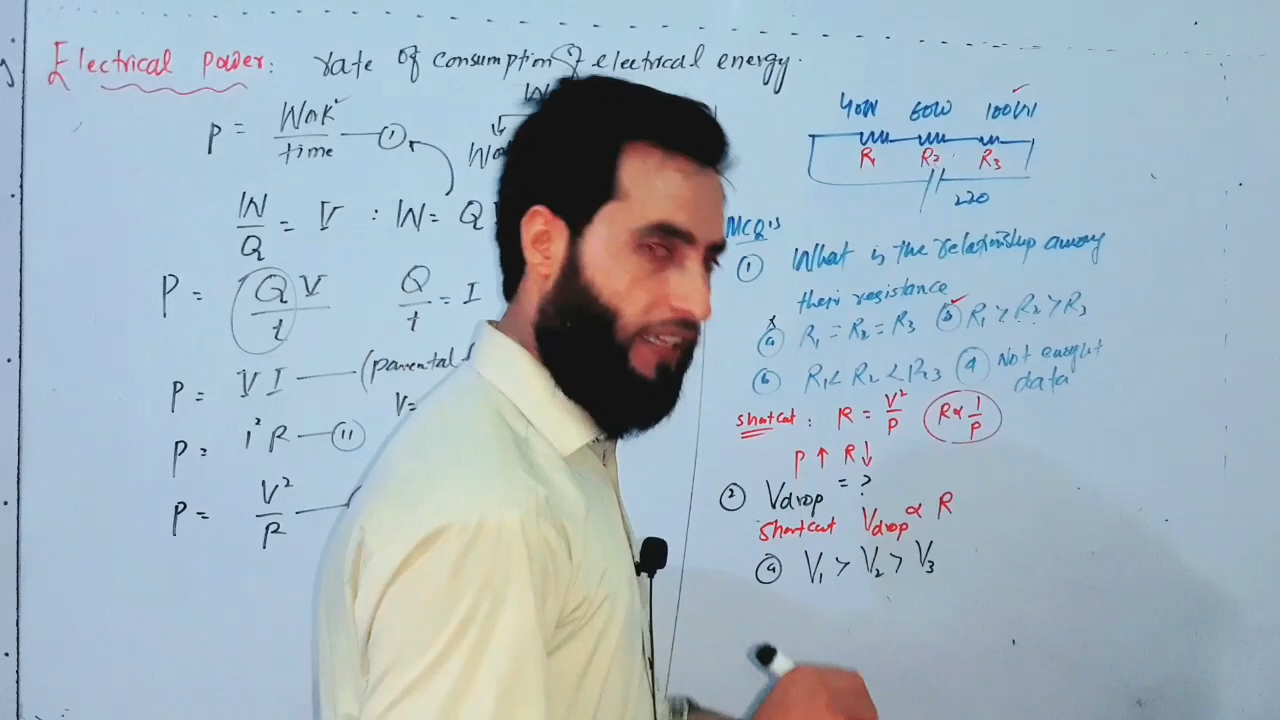 Electrical power: rate of consumption of electrical energy.
P = Work / time — (1)
W
Wo
W/Q = V : W = Q
P = QV / t Q/t = I
P = VI — (parental
V=
P = I²R — (11)
P = V²/R —
40W 60W 100W
R₁ R₂ R₃
220
MCQ's
(1) What is the relationship among
their resistance
(a) R₁ = R₂ = R₃ (b) R₁ > R₂ > R₃
(b) R₁ < R₂ < R₃ (d) Not enught
data
shortcut: R = V²/P R ∝ 1/P
P ↑ R ↓
(2) Vdrop = ?
Shortcut Vdrop ∝ R
(a) V₁ > V₂ > V₃